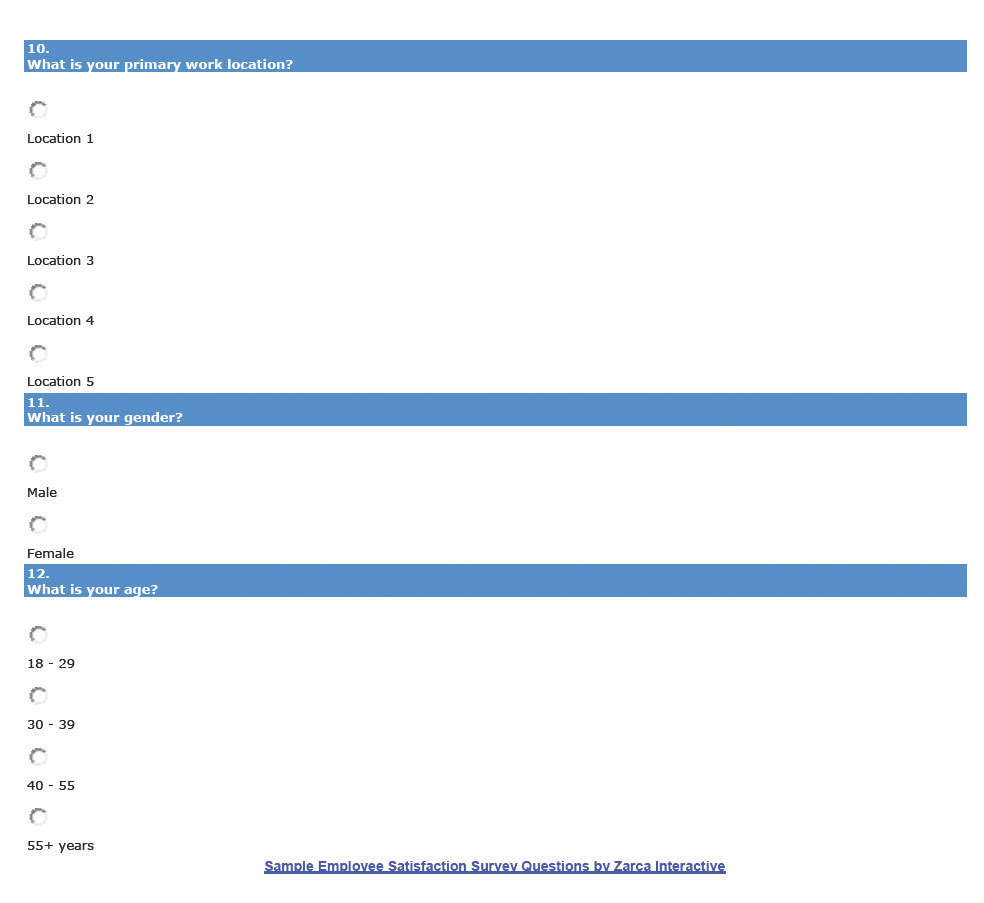 10.
What is your primary work location?
Location 1
Location 2
Location 3
Location 4
Location 5
11.
What is your gender?
Male
Female
12.
What is your age?
18 - 29
30 - 39
40 - 55
55+ years
Sample Employee Satisfaction Survey Questions by Zarca Interactive